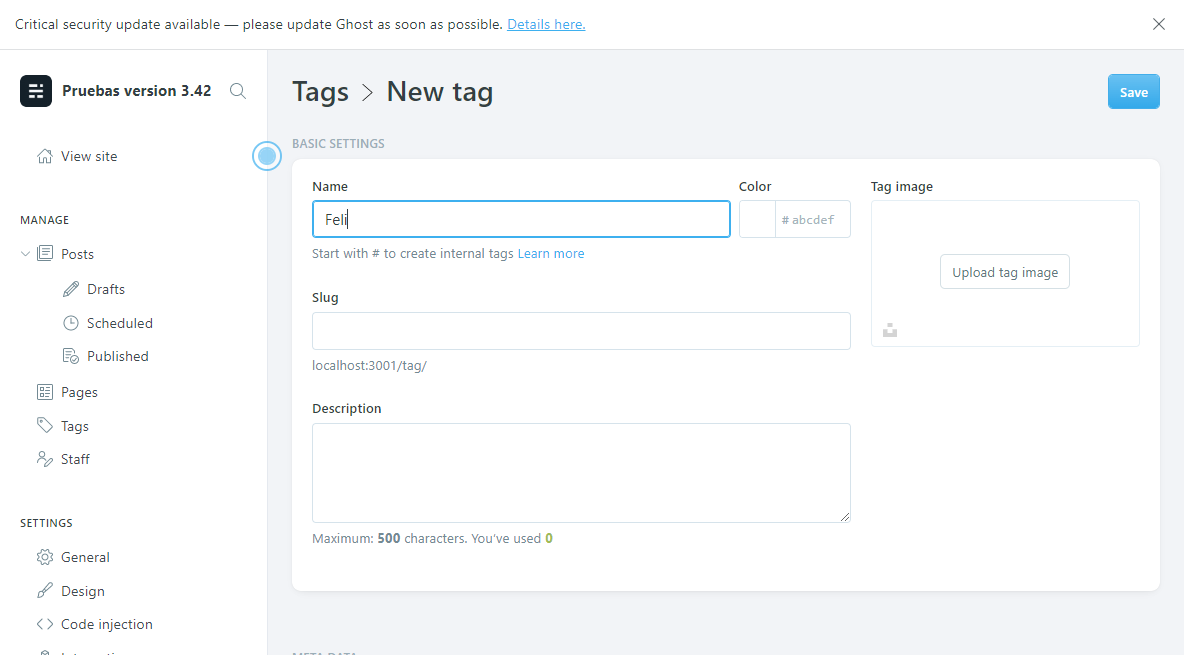 Critical security update available — please update Ghost as soon as possible. Details here.
Pruebas version 3.42
View site
MANAGE
Posts
Drafts
Scheduled
Published
Pages
Tags
Staff
SETTINGS
General
Design
Code injection
Tags > New tag
Save
BASIC SETTINGS
Name
Feli
Start with # to create internal tags Learn more
Color
# abcdef
Slug
localhost:3001/tag/
Description
Maximum: 500 characters. You've used 0
Tag image
Upload tag image
META DATA